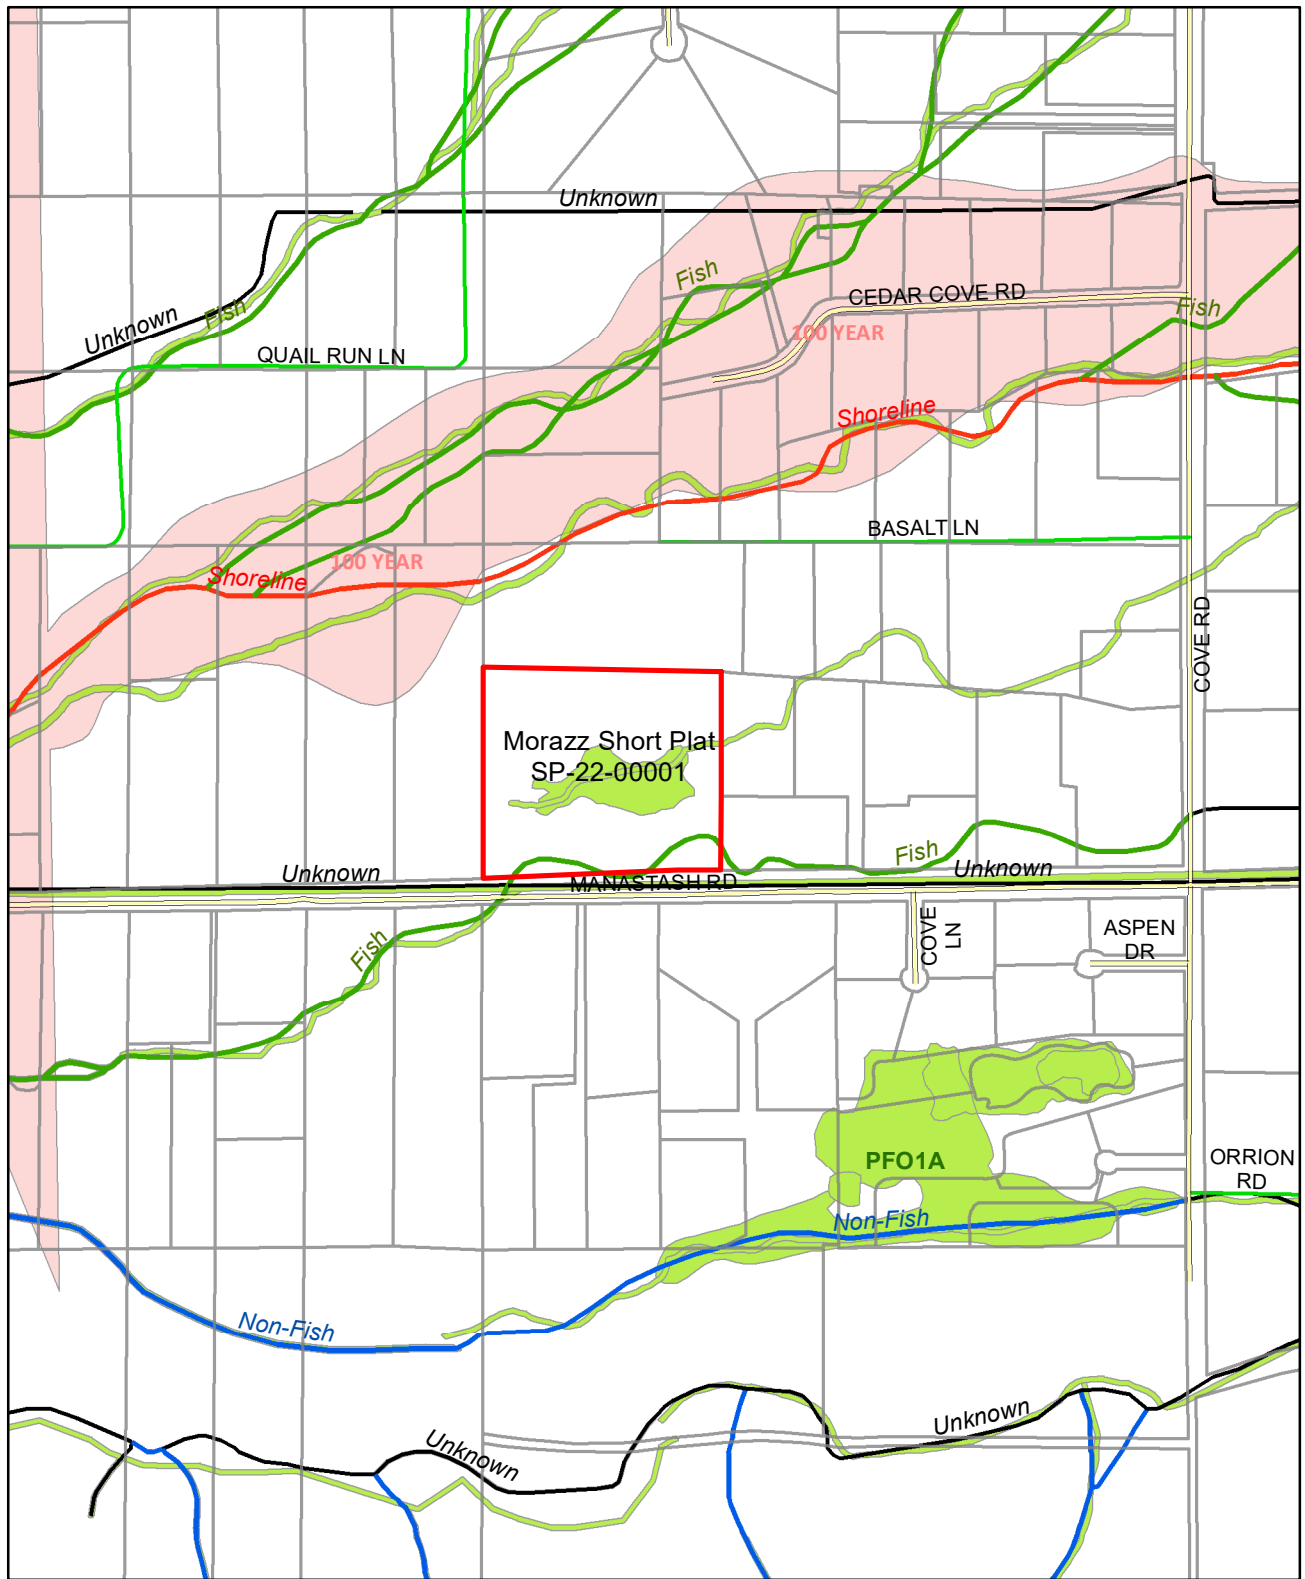 Unknown
Fish
CEDAR COVE RD
Fish
Fish
Unknown
100 YEAR
QUAIL RUN LN
Shoreline
BASALT LN
100 YEAR
Shoreline
COVE RD
Morazz Short Plat
SP-22-00001
Fish
Unknown
Unknown
MANASTASH RD
COVE
LN
ASPEN
DR
Fish
PFO1A
ORRION
RD
Non-Fish
Non-Fish
Unknown
Unknown